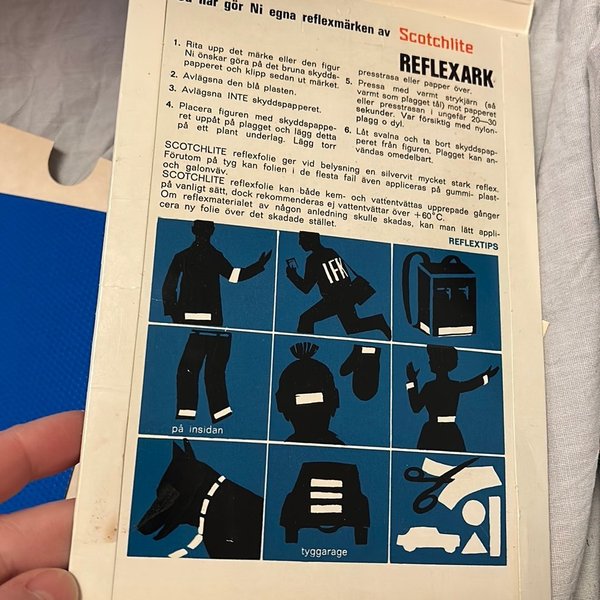 här gör Ni egna reflexmärken av Scotchlite
REFLEXARK
1. Rita upp det märke eller den figur
Ni önskar göra på det bruna skydds-
papperet och klipp sedan ut märket.
2. Avlägsna den blå plasten.
3. Avlägsna INTE skyddspapperet.
4. Placera figuren med skyddspappe-
ret uppåt på plagget och lägg detta
på ett plant underlag. Lägg torr
presstrasa eller papper över.
5. Pressa med varmt strykjärn (så
varmt som plagget tål) mot papperet
eller presstrasan i ungefär 20—30
sekunder. Var försiktig med nylon-
plagg o dyl.
6. Låt svalna och ta bort skyddspap-
peret från figuren. Plagget kan an-
vändas omedelbart.
SCOTCHLITE reflexfolie ger vid belysning en silvervit mycket stark reflex.
Förutom på tyg kan folien i de flesta fall även appliceras på gummi- plast-
och galonväv.
SCOTCHLITE reflexfolie kan både kem- och vattentvättas upprepade gånger
på vanligt sätt, dock rekommenderas ej vattentvättar över +60°C.
Om reflexmaterialet av någon anledning skulle skadas, kan man lätt appli-
cera ny folie över det skadade stället.
REFLEXTIPS
IFK
på insidan
tyggarage